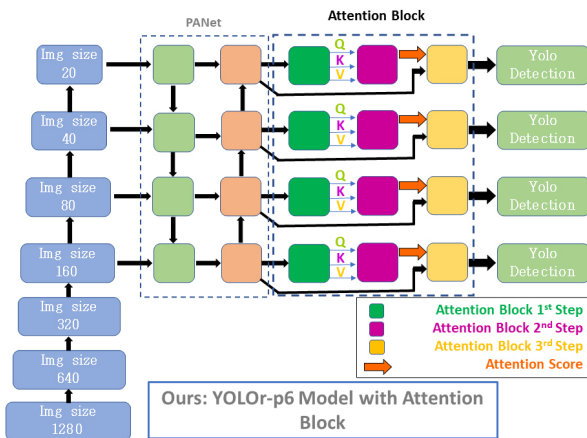 PANet
Attention Block
Img size
20
Q
K
V
Yolo
Detection
Img size
40
Q
K
V
Yolo
Detection
Img size
80
Q
K
V
Yolo
Detection
Img size
160
Q
K
V
Yolo
Detection
Img size
320
Img size
640
Img size
1280
Attention Block 1st Step
Attention Block 2nd Step
Attention Block 3rd Step
Attention Score
Ours: YOLOr-p6 Model with Attention
Block